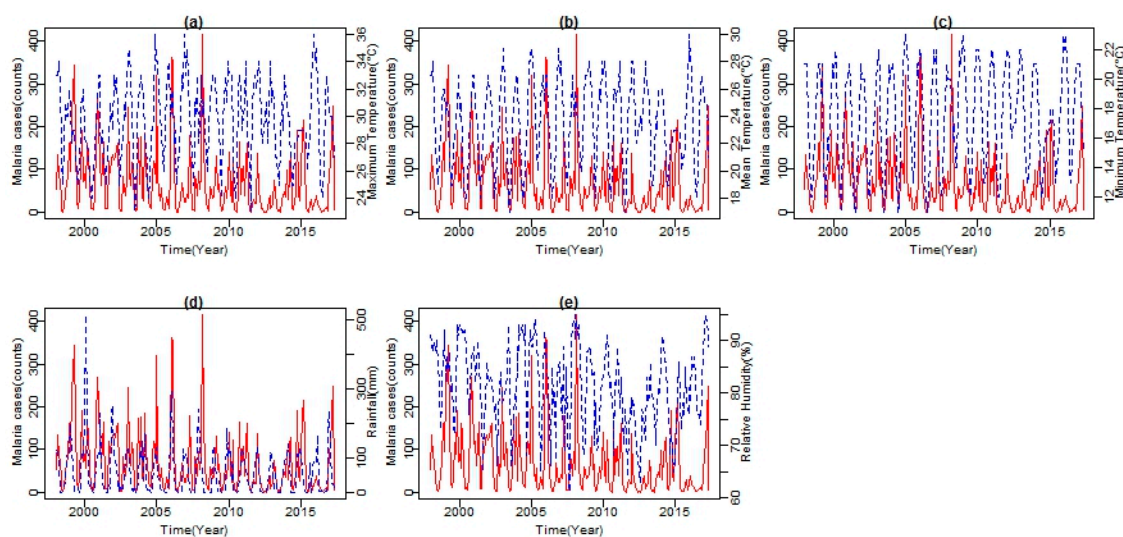 (a)
Malaria cases(counts)
400
300
200
100
0
2000 2005 2010 2015
Time(Year)
36
34
32
30
28
26
24
Maximum Temperature(°C)
(b)
Malaria cases(counts)
400
300
200
100
0
2000 2005 2010 2015
Time(Year)
30
28
26
24
22
20
18
Mean Temperature(°C)
(c)
Malaria cases(counts)
400
300
200
100
0
2000 2005 2010 2015
Time(Year)
22
20
18
16
14
12
Minimum Temperature(°C)
(d)
Malaria cases(counts)
400
300
200
100
0
2000 2005 2010 2015
Time(Year)
500
300
100
0
Rainfall(mm)
(e)
Malaria cases(counts)
400
300
200
100
0
2000 2005 2010 2015
Time(Year)
90
80
70
60
Relative Humidity(%)